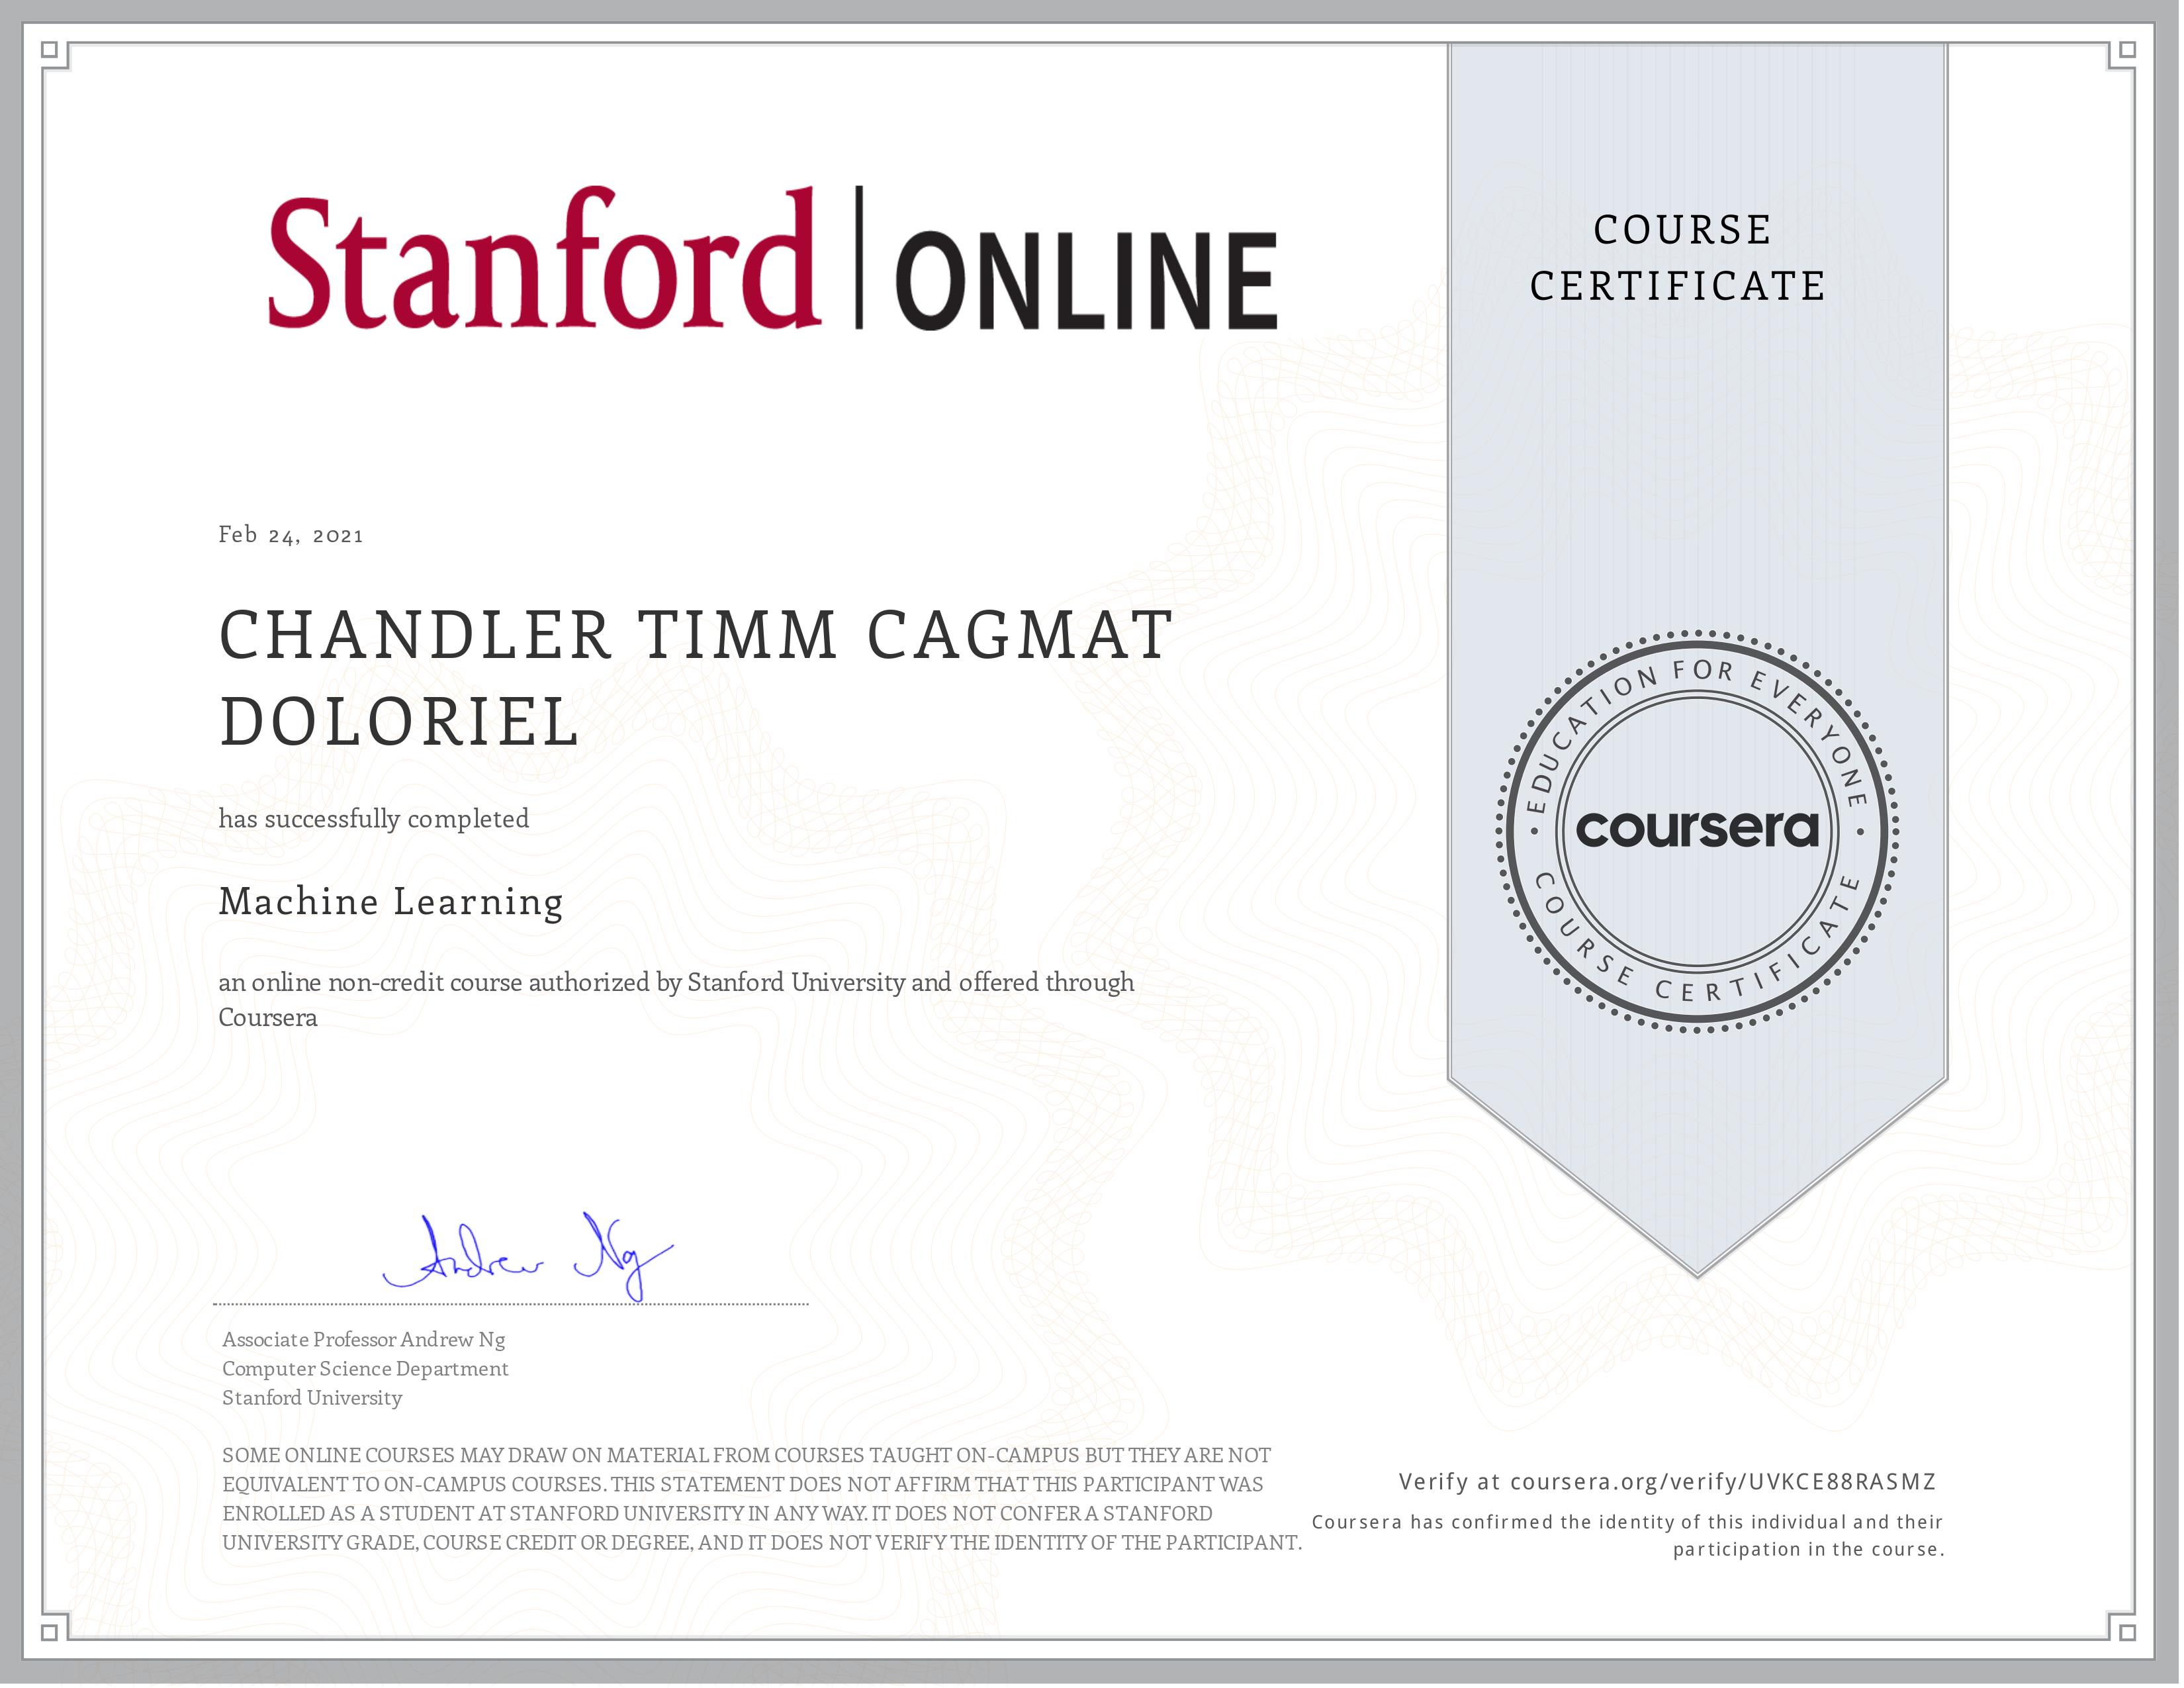 Stanford | ONLINE
COURSE
CERTIFICATE
Feb 24, 2021
CHANDLER TIMM CAGMAT
DOLORIEL
has successfully completed
Machine Learning
an online non-credit course authorized by Stanford University and offered through
Coursera
EDUCATION FOR EVERYONE
coursera
COURSE CERTIFICATE
Andrew Ng
Associate Professor Andrew Ng
Computer Science Department
Stanford University
SOME ONLINE COURSES MAY DRAW ON MATERIAL FROM COURSES TAUGHT ON-CAMPUS BUT THEY ARE NOT
EQUIVALENT TO ON-CAMPUS COURSES. THIS STATEMENT DOES NOT AFFIRM THAT THIS PARTICIPANT WAS
ENROLLED AS A STUDENT AT STANFORD UNIVERSITY IN ANY WAY. IT DOES NOT CONFER A STANFORD
UNIVERSITY GRADE, COURSE CREDIT OR DEGREE, AND IT DOES NOT VERIFY THE IDENTITY OF THE PARTICIPANT.
Verify at coursera.org/verify/UVKCE88RASMZ
Coursera has confirmed the identity of this individual and their
participation in the course.